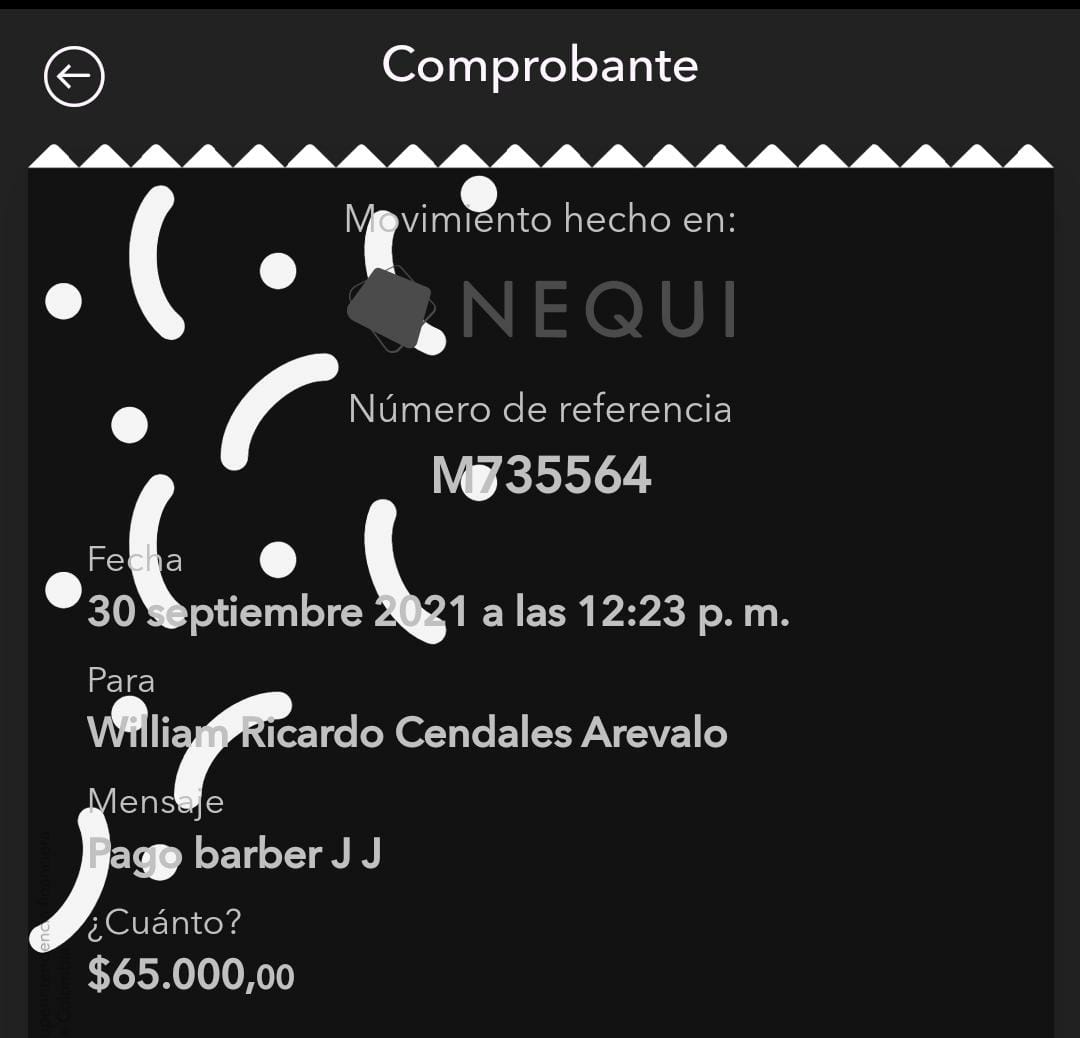 Comprobante
Movimiento hecho en:
NEQUI
Número de referencia
M735564
Fecha
30 septiembre 2021 a las 12:23 p. m.
Para
William Ricardo Cendales Arevalo
Mensaje
Pago barber J J
¿Cuánto?
$65.000,00